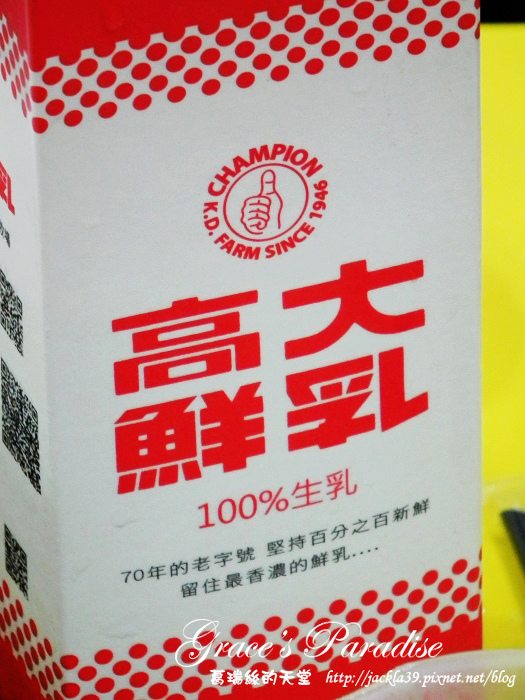 CHAMPION
K.D. FARM SINCE 1946
高大
鮮乳
100%生乳
70年的老字號 堅持百分之百新鮮
留住最香濃的鮮乳....
Grace's Paradise
葛瑞絲的天堂 http://jackla39.pixnet.net/blog